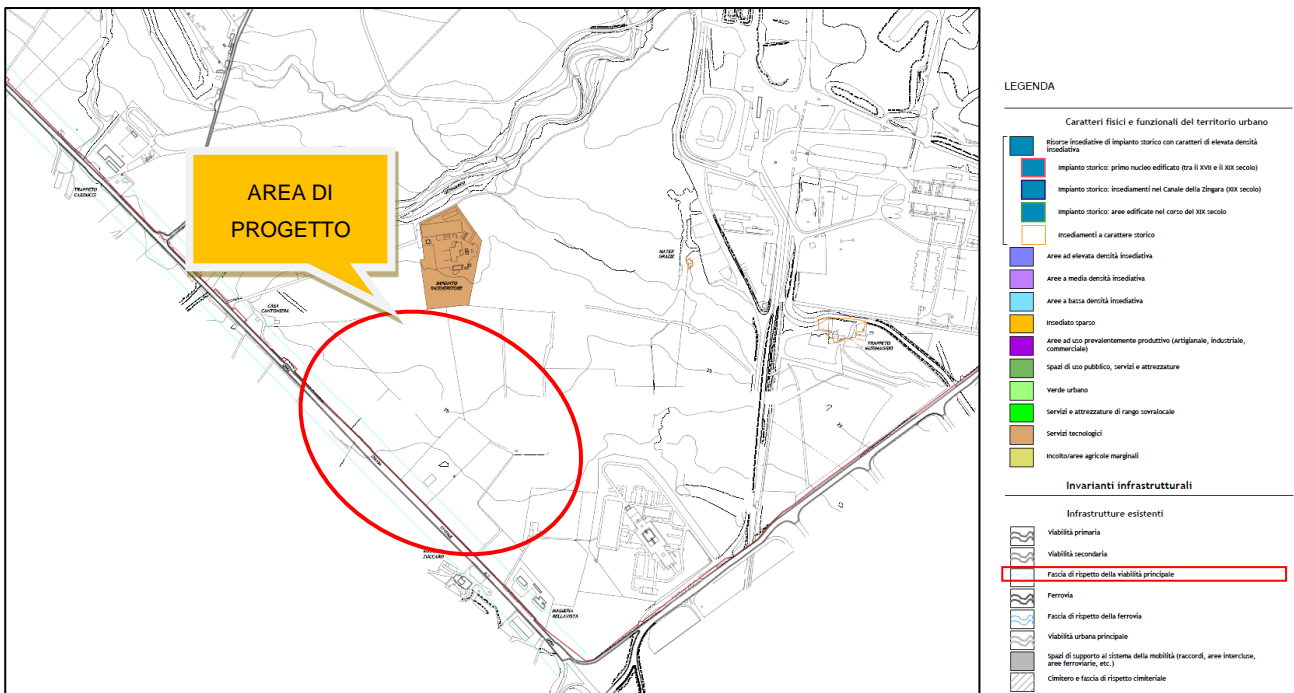 AREA DI
PROGETTO
TRAPPETO
CARDUCCI
CASA
CANTONIERA
IMPIANTO
MATER
GRAZIE
TRAPPETO
ZUCCARO
MASSERIA
BELLAVISTA
25
25
25
LEGENDA
Caratteri fisici e funzionali del territorio urbano
Risorse insediative di impianto storico con caratteri di elevata densità
insediativa
Impianto storico: primo nucleo edificato (tra il XVII e il XIX secolo)
Impianto storico: insediamenti nel Canale della Zingara (XIX secolo)
Impianto storico: aree edificate nel corso del XIX secolo
Insediamenti a carattere storico
Aree ad elevata densità insediativa
Aree a media densità insediativa
Aree a bassa densità insediativa
Insediato sparso
Aree ad uso prevalentemente produttivo (Artigianale, industriale,
commerciale)
Spazi di uso pubblico, servizi e attrezzature
Verde urbano
Servizi e attrezzature di rango sovralocale
Servizi tecnologici
Incolto/aree agricole marginali
Invarianti infrastrutturali
Infrastrutture esistenti
Viabilità primaria
Viabilità secondaria
Fascia di rispetto della viabilità principale
Ferrovia
Fascia di rispetto della ferrovia
Viabilità urbana principale
Spazi di supporto al sistema della mobilità (raccordi, aree intercluse,
aree ferroviarie, etc.)
Cimitero e fascia di rispetto cimiteriale